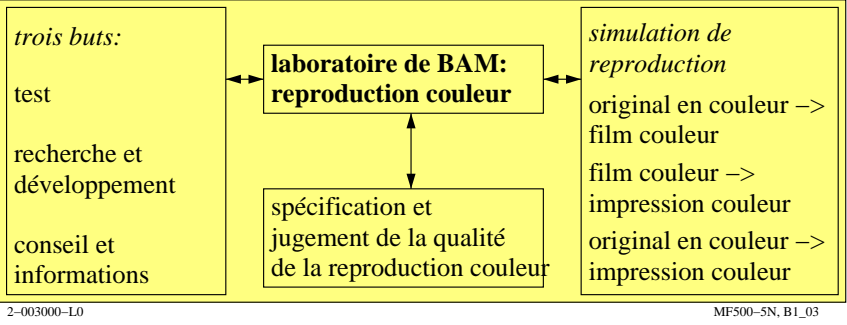 trois buts:
test
recherche et
développement
conseil et
informations
laboratoire de BAM:
reproduction couleur
spécification et
jugement de la qualité
de la reproduction couleur
simulation de
reproduction
original en couleur −>
film couleur
film couleur −>
impression couleur
original en couleur −>
impression couleur
2−003000−L0
MF500−5N, B1_03